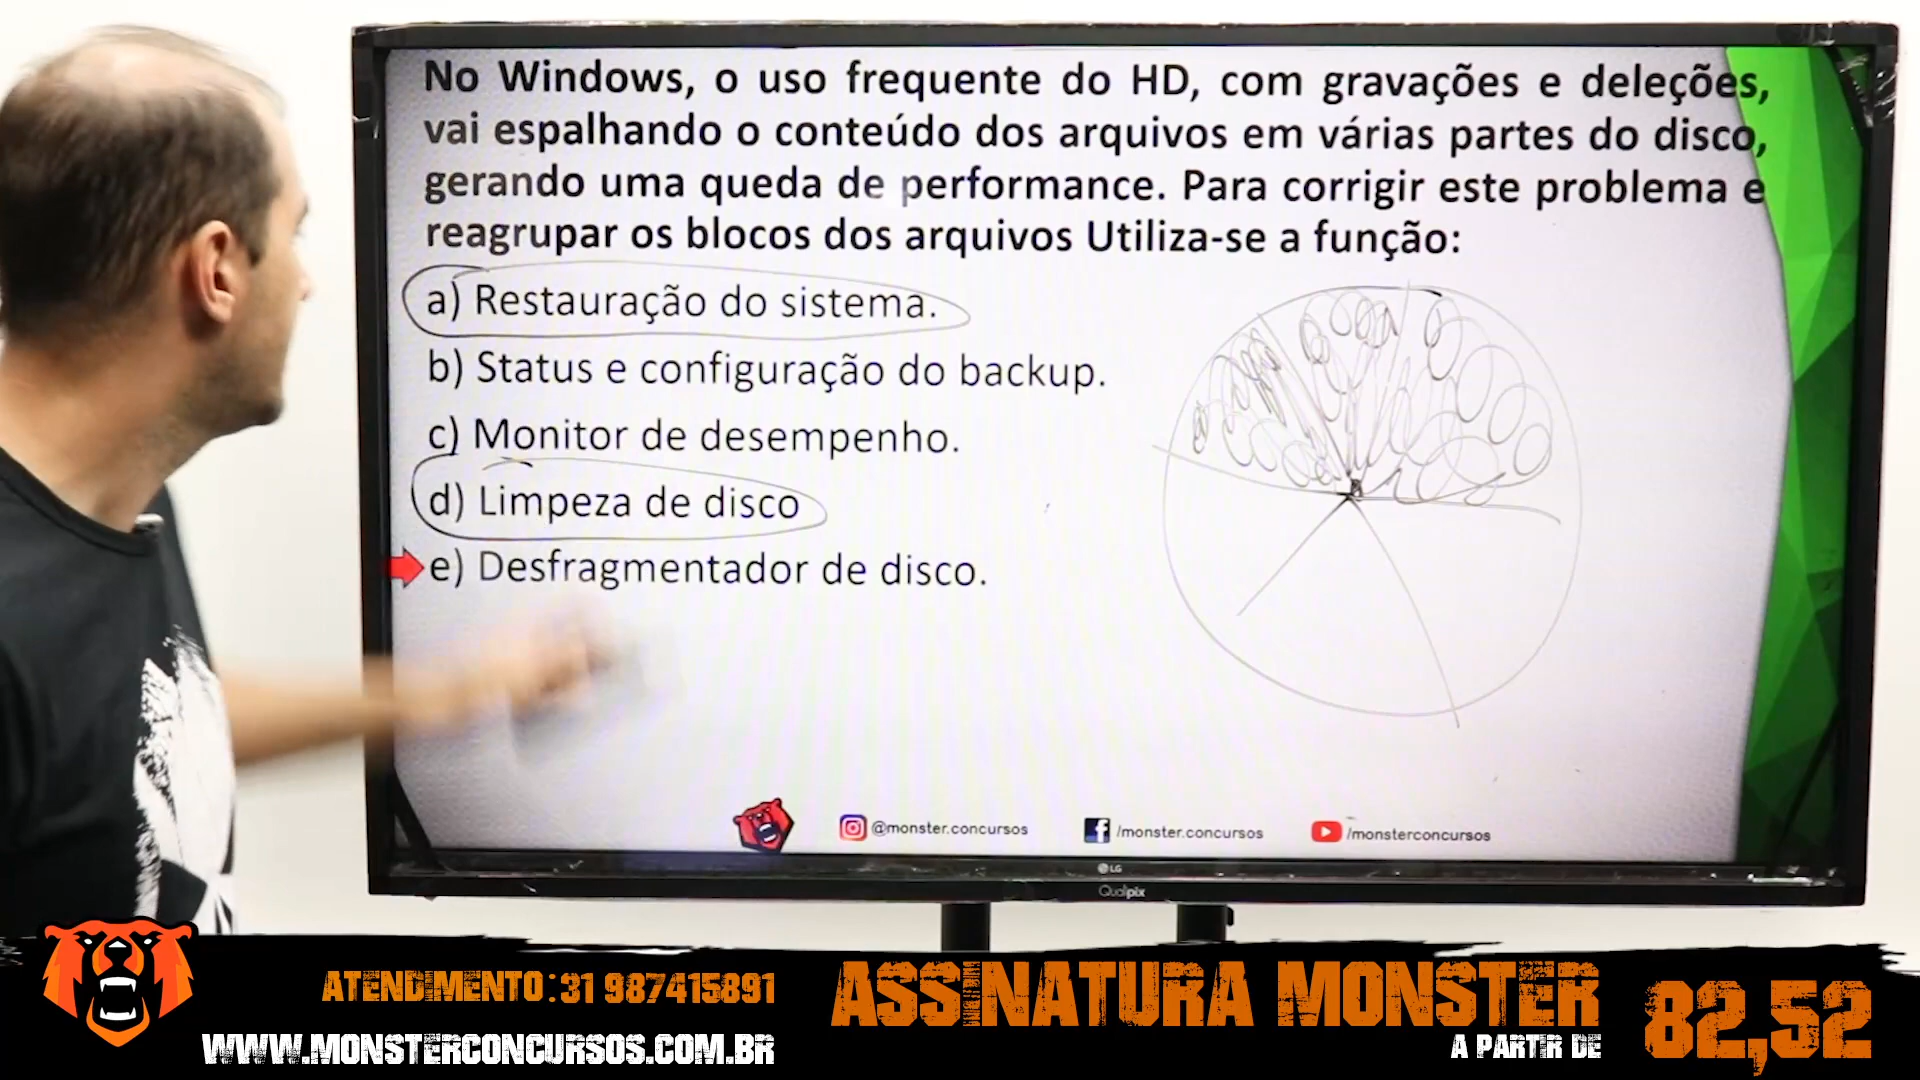 No Windows, o uso frequente do HD, com gravações e deleções,
vai espalhando o conteúdo dos arquivos em várias partes do disco,
gerando uma queda de performance. Para corrigir este problema e
reagrupar os blocos dos arquivos Utiliza-se a função:
a) Restauração do sistema.
b) Status e configuração do backup.
c) Monitor de desempenho.
d) Limpeza de disco
e) Desfragmentador de disco.
@monster.concursos
/monster.concursos
/monsterconcursos
LG
Qualipix
ATENDIMENTO: 31 987415891
WWW.MONSTERCONCURSOS.COM.BR
ASSINATURA MONSTER
A PARTIR DE
82,52